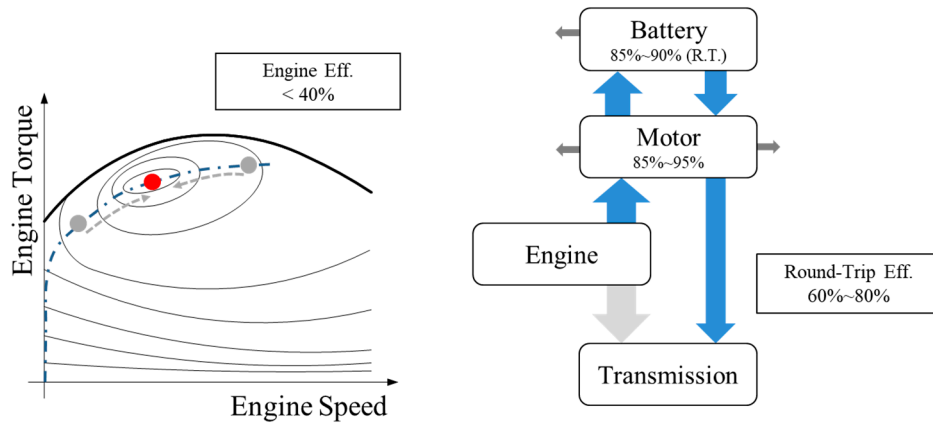 Engine Eff.
< 40%
Engine Torque
Engine Speed
Battery
85%~90% (R.T.)
Motor
85%~95%
Engine
Round-Trip Eff.
60%~80%
Transmission